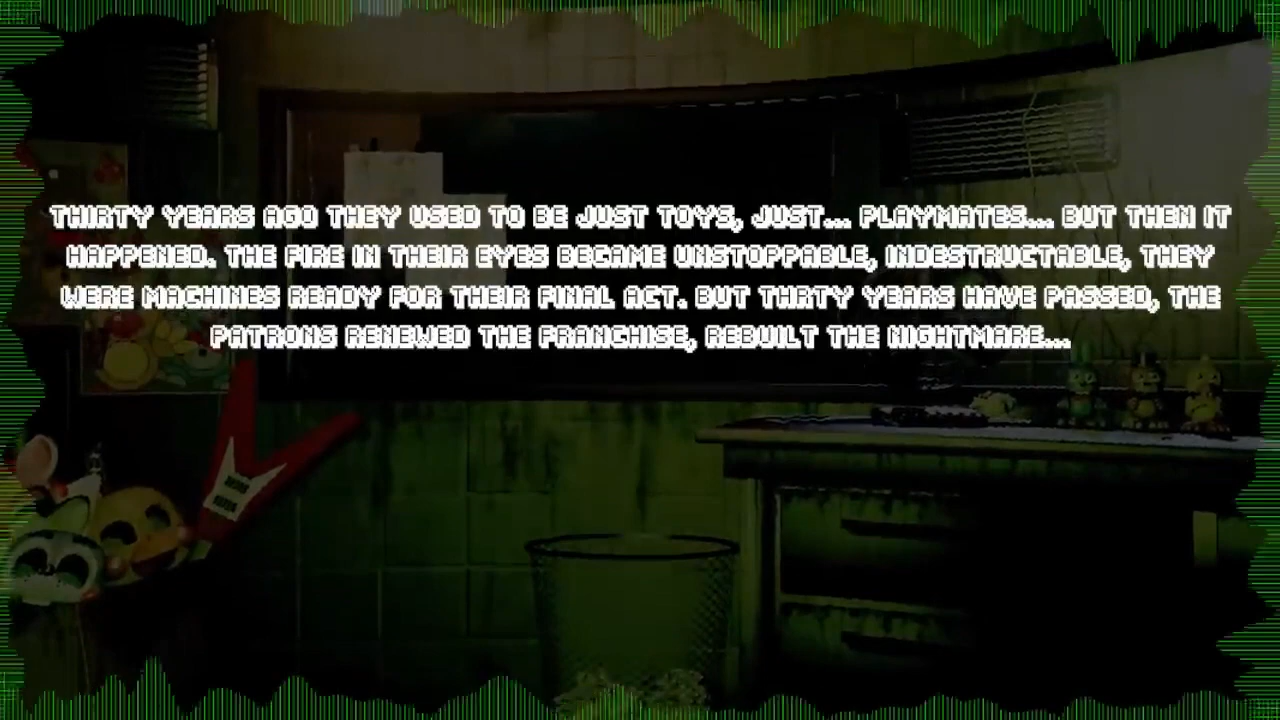 THIRTY YEARS AGO THEY USED TO BE JUST TOYS, JUST... PLAYMATES... BUT THEN IT
HAPPENED. THE FIRE IN THEIR EYES BECAME UNSTOPPABLE, INDESTRUCTABLE, THEY
WERE MACHINES READY FOR THEIR FINAL ACT. BUT THRTY YEARS HAVE PASSED, THE
PATRONS RENEWED THE FRANCHISE, REBUILT THE NIGHTMARE...